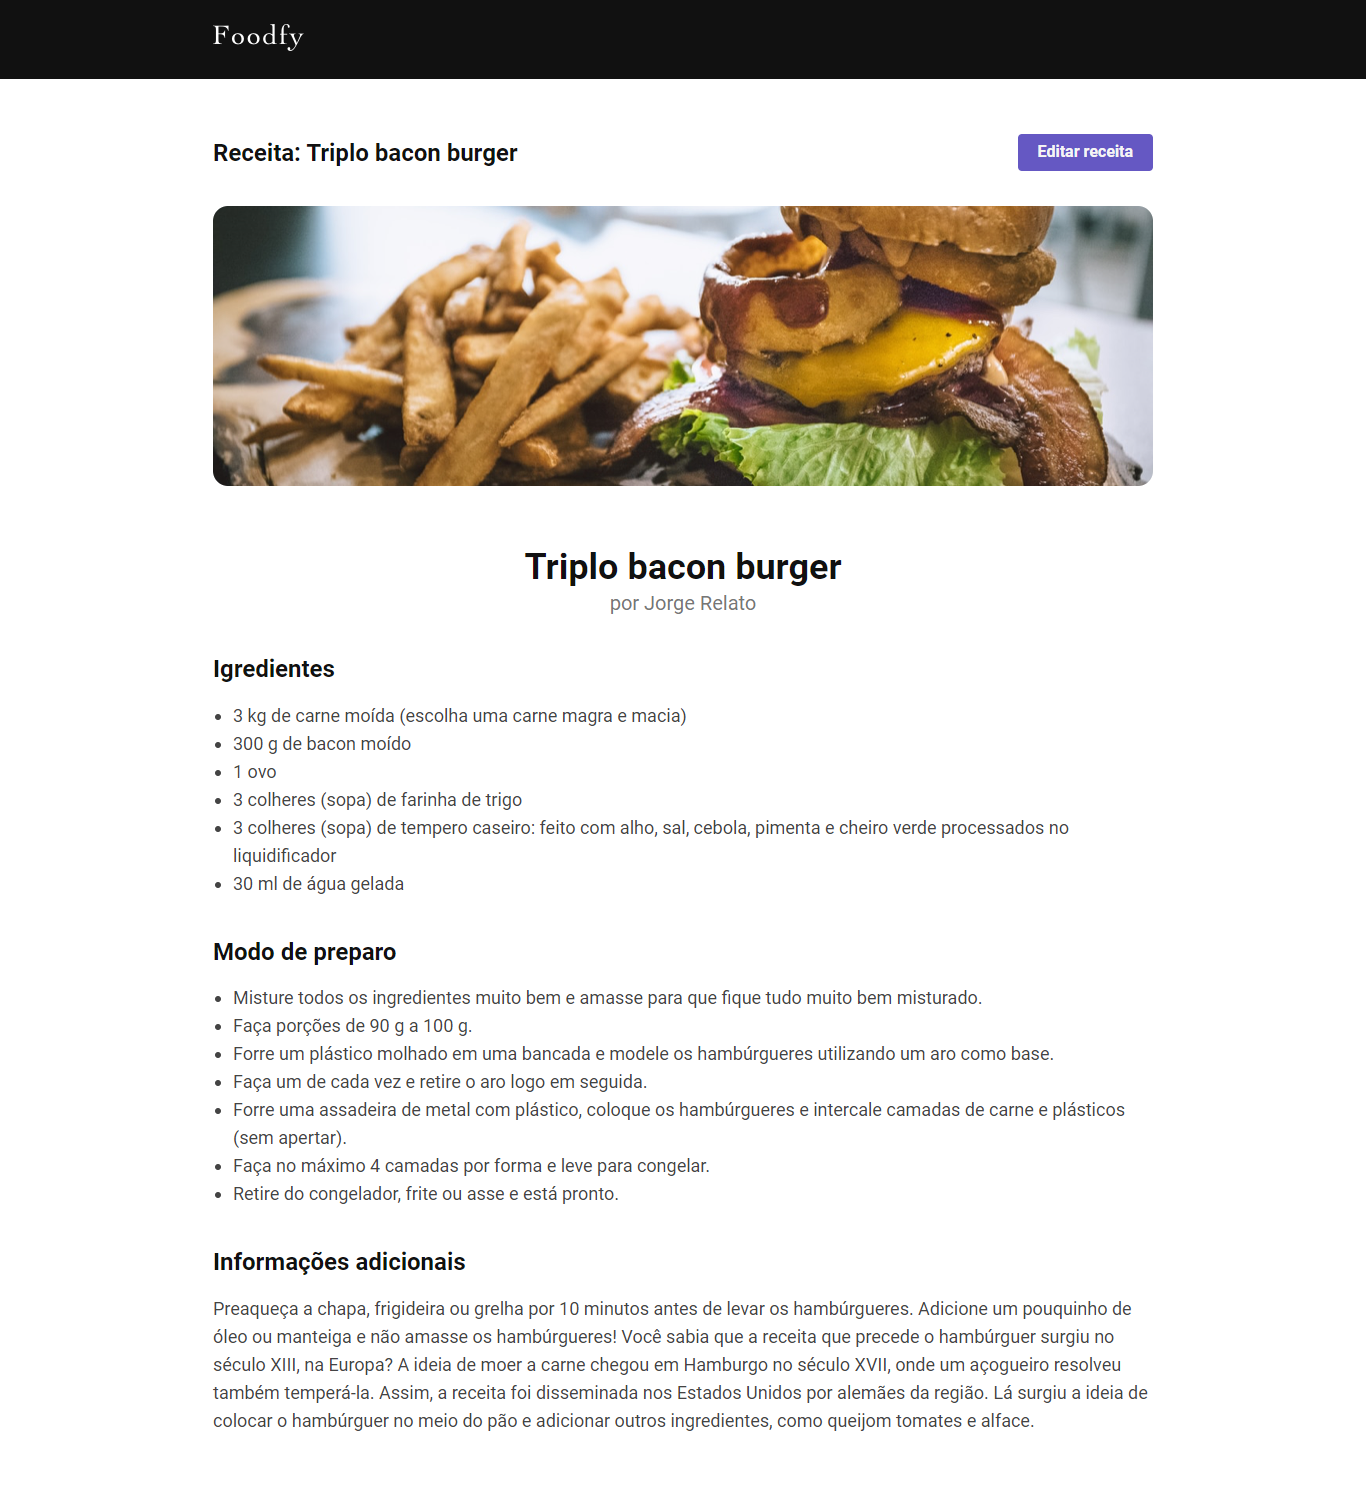 Foodfy
Receita: Triplo bacon burger
Editar receita
Triplo bacon burger
por Jorge Relato
Igredientes
3 kg de carne moída (escolha uma carne magra e macia)
300 g de bacon moído
1 ovo
3 colheres (sopa) de farinha de trigo
3 colheres (sopa) de tempero caseiro: feito com alho, sal, cebola, pimenta e cheiro verde processados no
liquidificador
30 ml de água gelada
Modo de preparo
Misture todos os ingredientes muito bem e amasse para que fique tudo muito bem misturado.
Faça porções de 90 g a 100 g.
Forre um plástico molhado em uma bancada e modele os hambúrgueres utilizando um aro como base.
Faça um de cada vez e retire o aro logo em seguida.
Forre uma assadeira de metal com plástico, coloque os hambúrgueres e intercale camadas de carne e plásticos
(sem apertar).
Faça no máximo 4 camadas por forma e leve para congelar.
Retire do congelador, frite ou asse e está pronto.
Informações adicionais
Preaqueça a chapa, frigideira ou grelha por 10 minutos antes de levar os hambúrgueres. Adicione um pouquinho de
óleo ou manteiga e não amasse os hambúrgueres! Você sabia que a receita que precede o hambúrguer surgiu no
século XIII, na Europa? A ideia de moer a carne chegou em Hamburgo no século XVII, onde um açogueiro resolveu
também temperá-la. Assim, a receita foi disseminada nos Estados Unidos por alemães da região. Lá surgiu a ideia de
colocar o hambúrguer no meio do pão e adicionar outros ingredientes, como queijom tomates e alface.